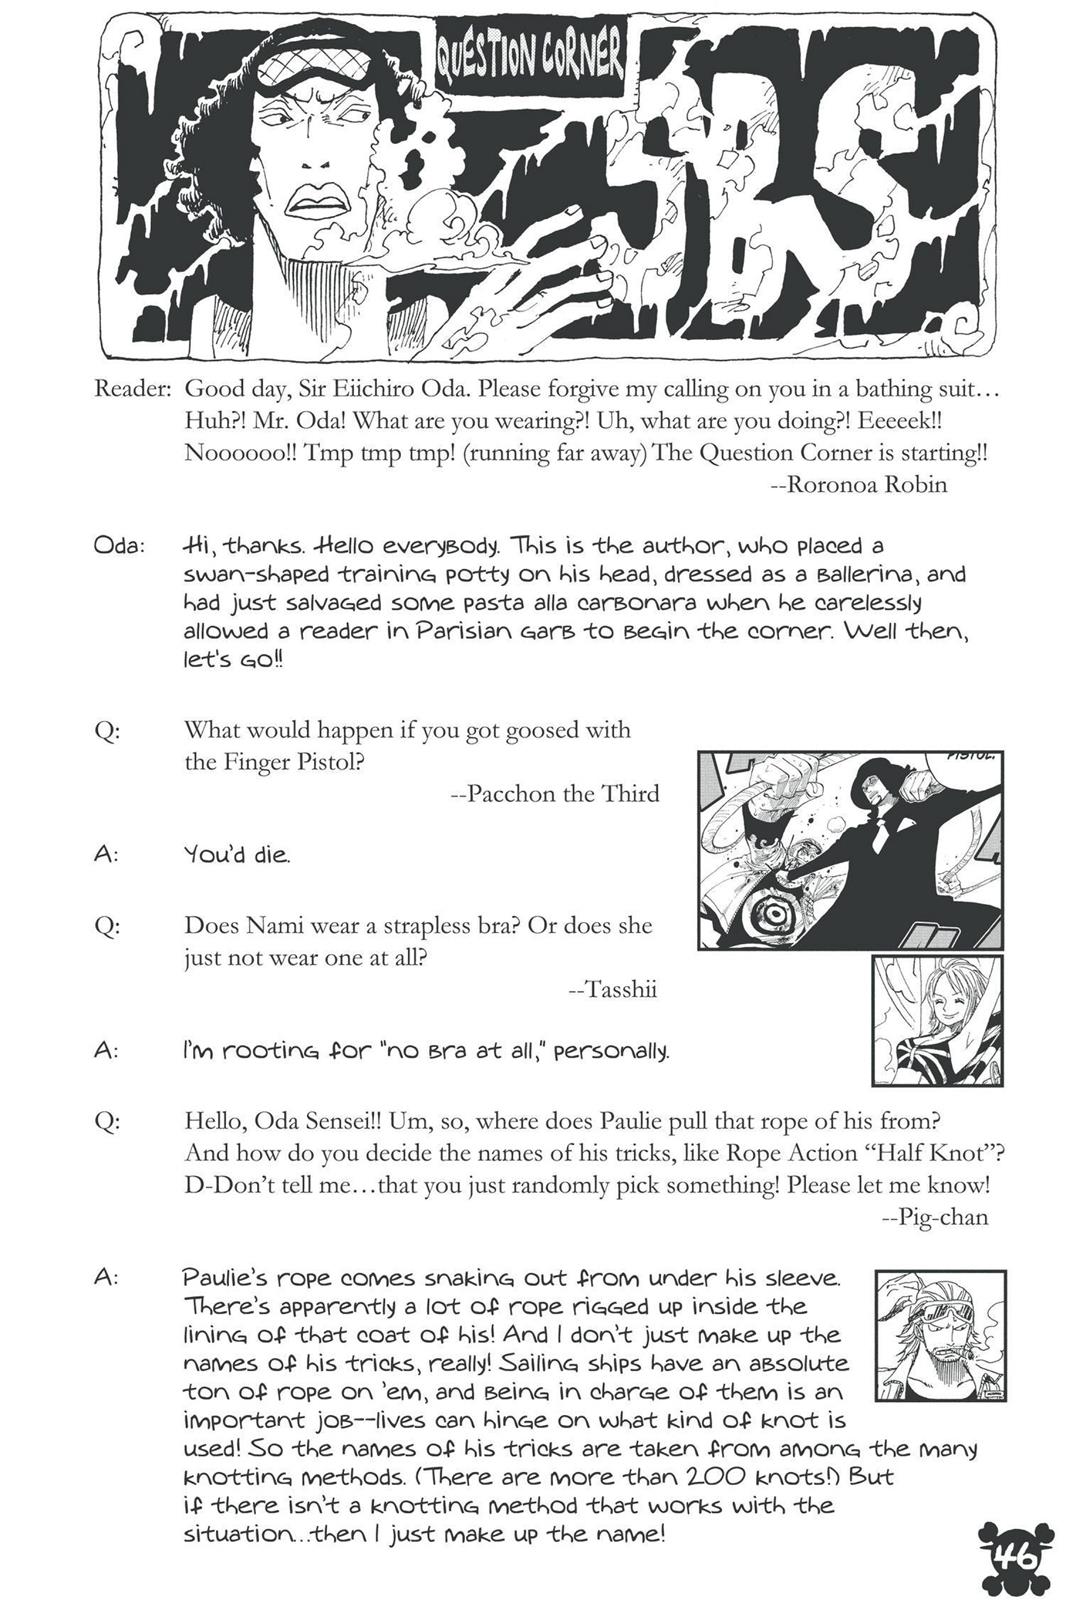 QUESTION CORNER
SBS
Reader: Good day, Sir Eiichiro Oda. Please forgive my calling on you in a bathing suit…
Huh?! Mr. Oda! What are you wearing?! Uh, what are you doing?! Eeeeek!!
Noooooo!! Tmp tmp tmp! (running far away) The Question Corner is starting!!
--Roronoa Robin
Oda: Hi, thanks. Hello everybody. This is the author, who placed a
swan-shaped training potty on his head, dressed as a ballerina, and
had just salvaged some pasta alla carbonara when he carelessly
allowed a reader in Parisian garb to begin the corner. Well then,
let's go!!
Q: What would happen if you got goosed with
the Finger Pistol?
--Pacchon the Third
PISTOL.
A: You'd die.
Q: Does Nami wear a strapless bra? Or does she
just not wear one at all?
--Tasshii
A: I'm rooting for "no bra at all," personally.
Q: Hello, Oda Sensei!! Um, so, where does Paulie pull that rope of his from?
And how do you decide the names of his tricks, like Rope Action “Half Knot”?
D-Don’t tell me…that you just randomly pick something! Please let me know!
--Pig-chan
A: Paulie's rope comes snaking out from under his sleeve.
There's apparently a lot of rope rigged up inside the
lining of that coat of his! And I don't just make up the
names of his tricks, really! Sailing ships have an absolute
ton of rope on 'em, and being in charge of them is an
important job--lives can hinge on what kind of knot is
used! So the names of his tricks are taken from among the many
knotting methods. (There are more than 200 knots!) But
if there isn't a knotting method that works with the
situation...then I just make up the name!
46